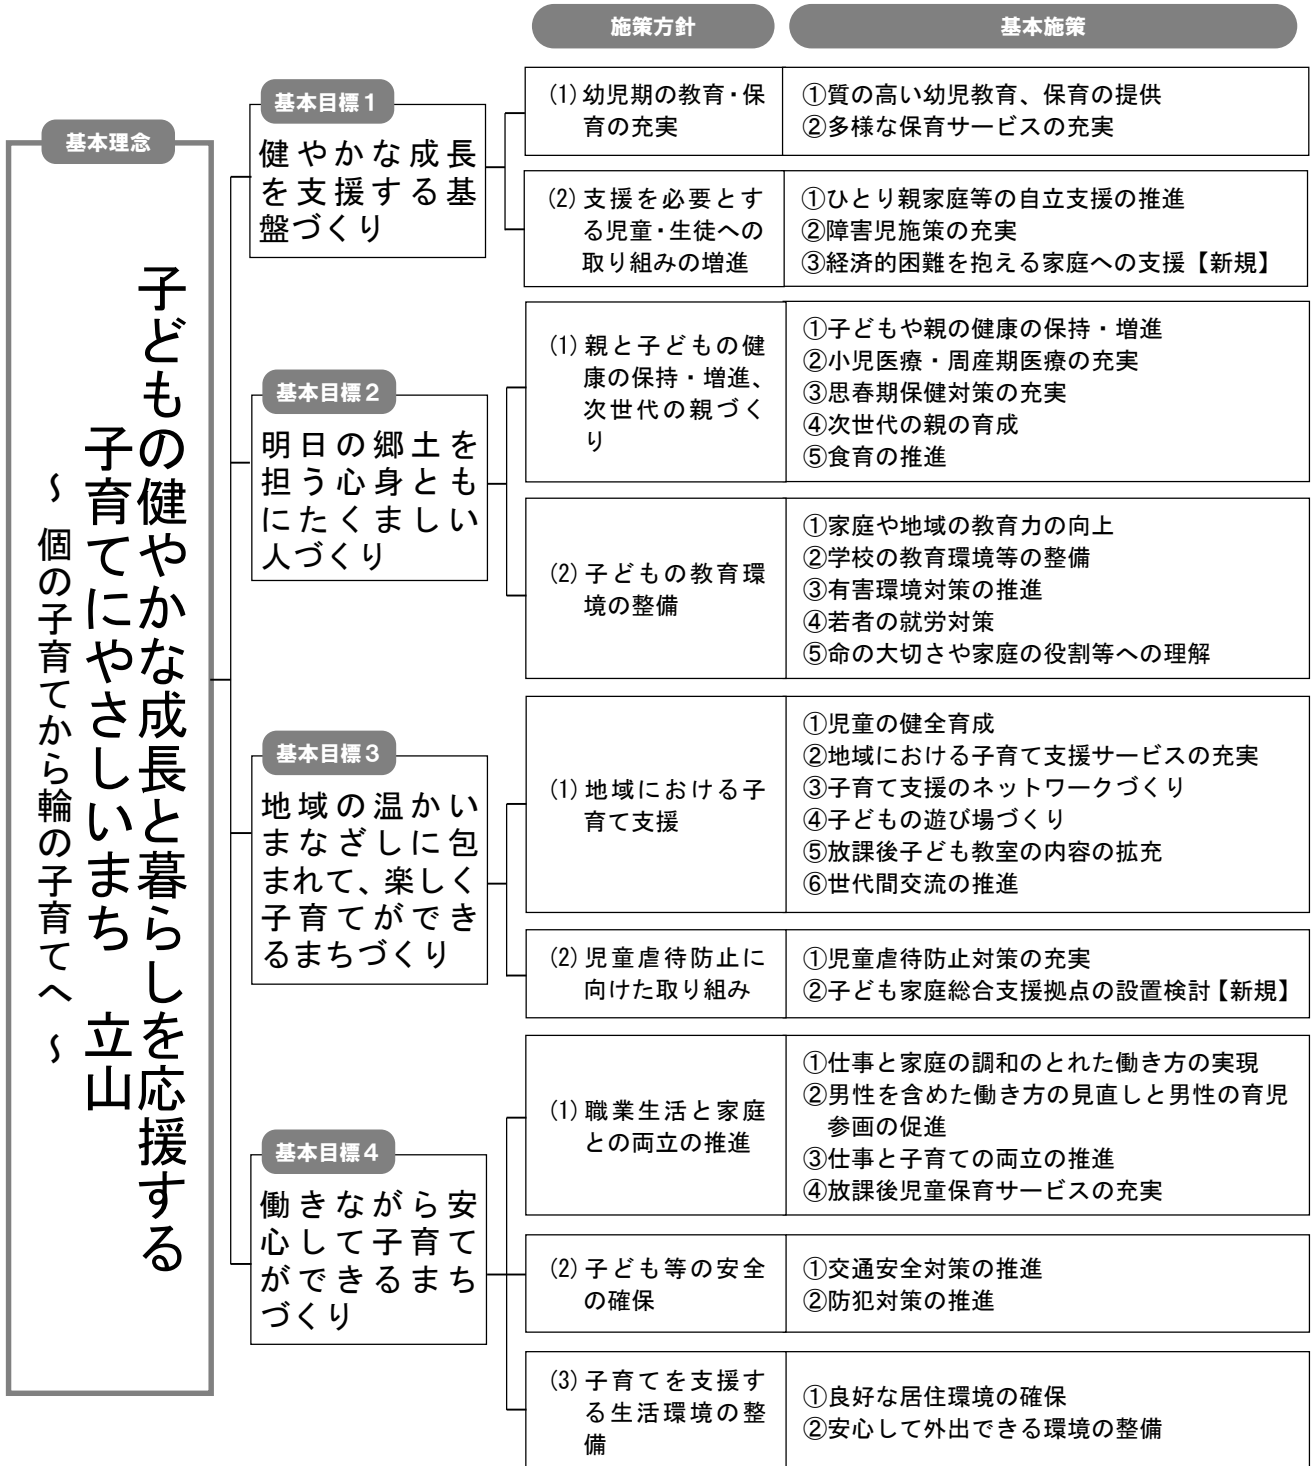 施策方針
基本施策
基本理念
子どもの健やかな成長と暮らしを応援する
子育てにやさしいまち 立山
~ 個の子育てから輪の子育てへ ~
基本目標1
健やかな成長
を支援する基
盤づくり
(1)幼児期の教育・保
育の充実
①質の高い幼児教育、保育の提供
②多様な保育サービスの充実
(2)支援を必要とす
る児童・生徒への
取り組みの増進
①ひとり親家庭等の自立支援の推進
②障害児施策の充実
③経済的困難を抱える家庭への支援【新規】
基本目標2
明日の郷土を
担う心身とも
にたくましい
人づくり
(1)親と子どもの健
康の保持・増進、
次世代の親づく
り
①子どもや親の健康の保持・増進
②小児医療・周産期医療の充実
③思春期保健対策の充実
④次世代の親の育成
⑤食育の推進
(2)子どもの教育環
境の整備
①家庭や地域の教育力の向上
②学校の教育環境等の整備
③有害環境対策の推進
④若者の就労対策
⑤命の大切さや家庭の役割等への理解
基本目標3
地域の温かい
まなざしに包
まれて、楽しく
子育てができ
るまちづくり
(1)地域における子
育て支援
①児童の健全育成
②地域における子育て支援サービスの充実
③子育て支援のネットワークづくり
④子どもの遊び場づくり
⑤放課後子ども教室の内容の拡充
⑥世代間交流の推進
(2)児童虐待防止に
向けた取り組み
①児童虐待防止対策の充実
②子ども家庭総合支援拠点の設置検討【新規】
基本目標4
働きながら安
心して子育て
ができるまち
づくり
(1)職業生活と家庭
との両立の推進
①仕事と家庭の調和のとれた働き方の実現
②男性を含めた働き方の見直しと男性の育児
参画の促進
③仕事と子育ての両立の推進
④放課後児童保育サービスの充実
(2)子ども等の安全
の確保
①交通安全対策の推進
②防犯対策の推進
(3)子育てを支援す
る生活環境の整
備
①良好な居住環境の確保
②安心して外出できる環境の整備